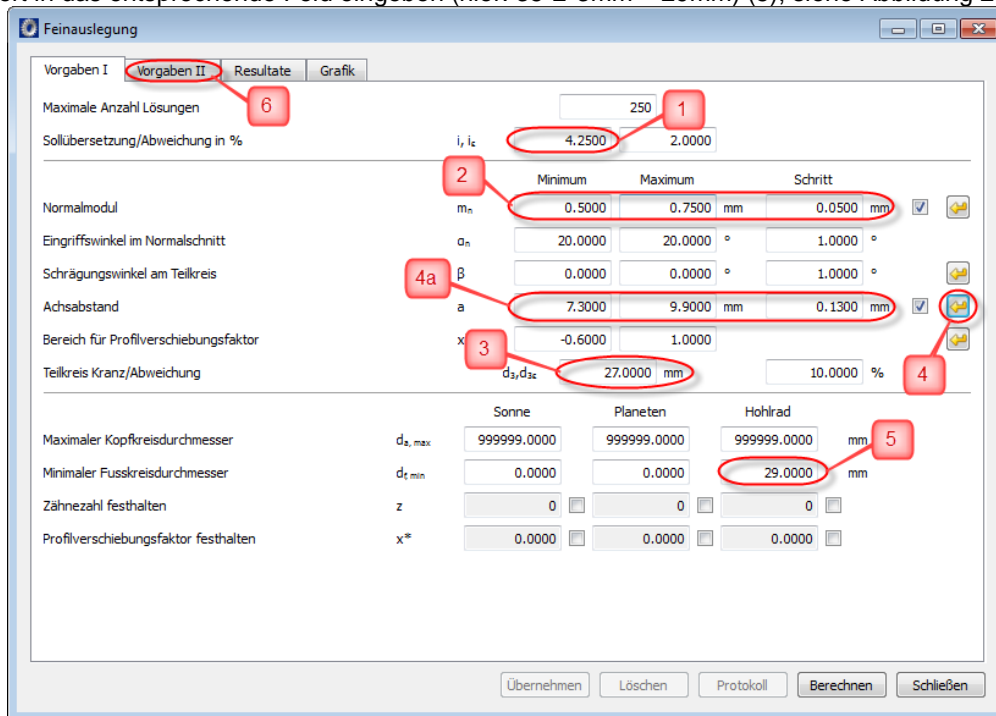 Feinauslegung
Vorgaben I Vorgaben II Resultate Grafik
6
Maximale Anzahl Lösungen 250
1
Sollübersetzung/Abweichung in % i, iε 4.2500 2.0000
2
Minimum Maximum Schritt
Normalmodul mn 0.5000 0.7500 mm 0.0500 mm
Eingriffswinkel im Normalschnitt αn 20.0000 20.0000 ° 1.0000 °
Schrägungswinkel am Teilkreis β 0.0000 0.0000 ° 1.0000 °
4a
Achsabstand a 7.3000 9.9000 mm 0.1300 mm
Bereich für Profilverschiebungsfaktor x -0.6000 1.0000
3
4
Teilkreis Kranz/Abweichung d3,d3ε 27.0000 mm 10.0000 %
Sonne Planeten Hohlrad
Maximaler Kopfkreisdurchmesser da, max 999999.0000 999999.0000 999999.0000 mm
5
Minimaler Fusskreisdurchmesser df, min 0.0000 0.0000 29.0000 mm
Zähnezahl festhalten z 0 0 0
Profilverschiebungsfaktor festhalten x* 0.0000 0.0000 0.0000
Übernehmen Löschen Protokoll Berechnen Schließen